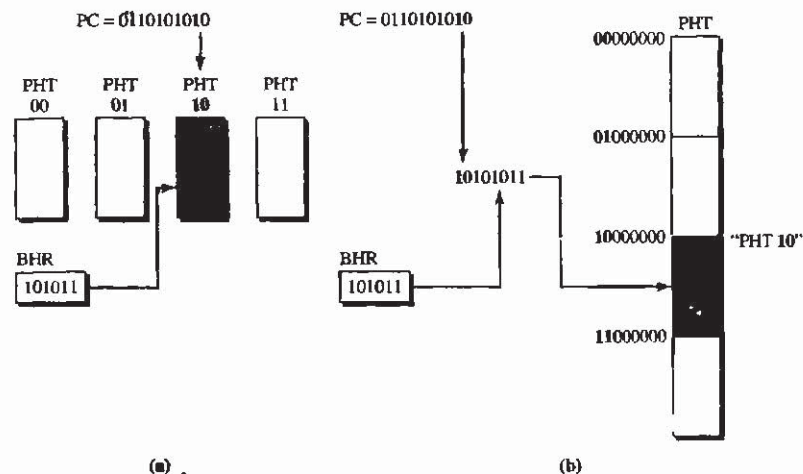 PC = 0110101010
PHT 00
PHT 01
PHT 10
PHT 11
BHR
101011
(a)
PC = 0110101010
10101011
BHR
101011
PHT
00000000
01000000
10000000
"PHT 10"
11000000
(b)